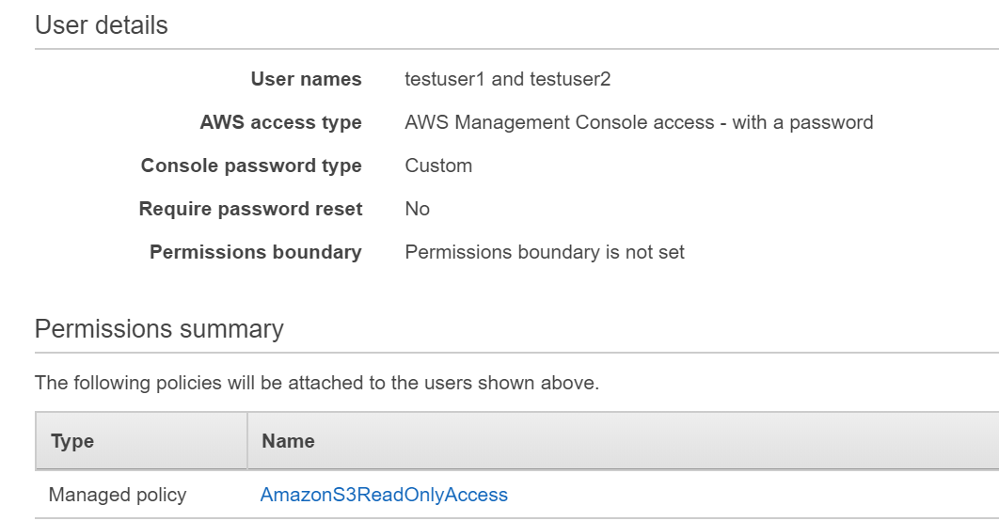 User details
User names testuser1 and testuser2
AWS access type AWS Management Console access - with a password
Console password type Custom
Require password reset No
Permissions boundary Permissions boundary is not set
Permissions summary
The following policies will be attached to the users shown above.
Type Name
Managed policy AmazonS3ReadOnlyAccess